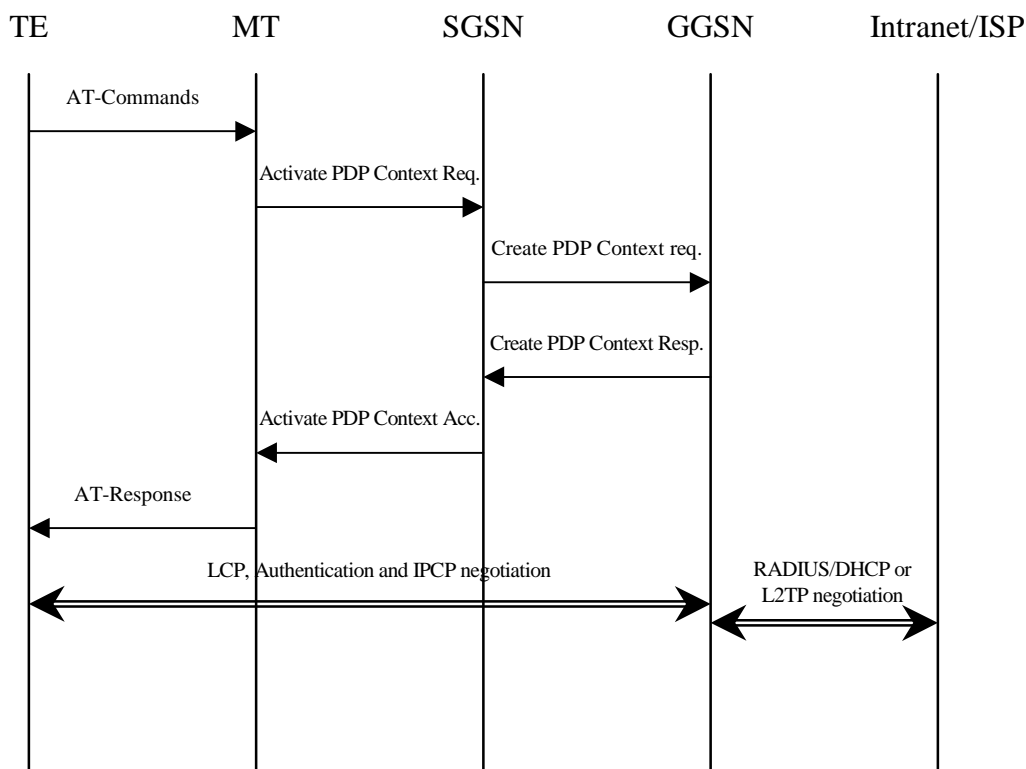 TE
MT
SGSN
GGSN
Intranet/ISP
AT-Commands
Activate PDP Context Req.
Create PDP Context req.
Create PDP Context Resp.
Activate PDP Context Acc.
AT-Response
LCP, Authentication and IPCP negotiation
RADIUS/DHCP or
L2TP negotiation